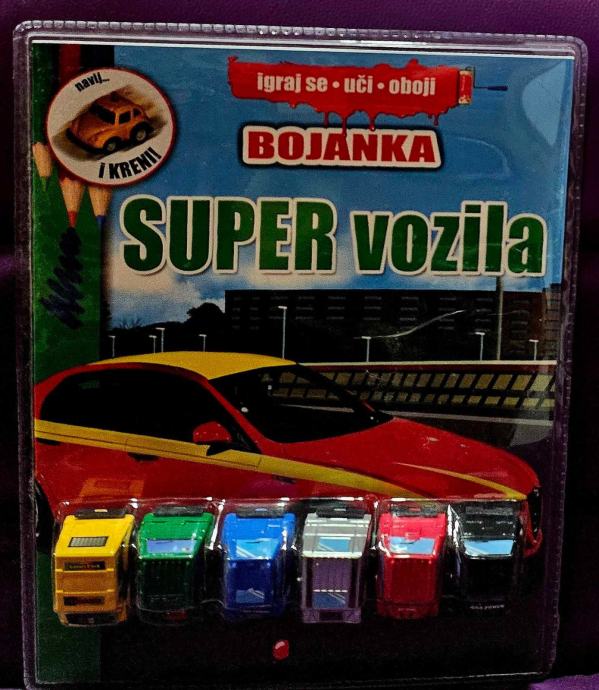 navij...
i KRENI!
igraj se • uči • oboji
BOJANKA
SUPER vozila